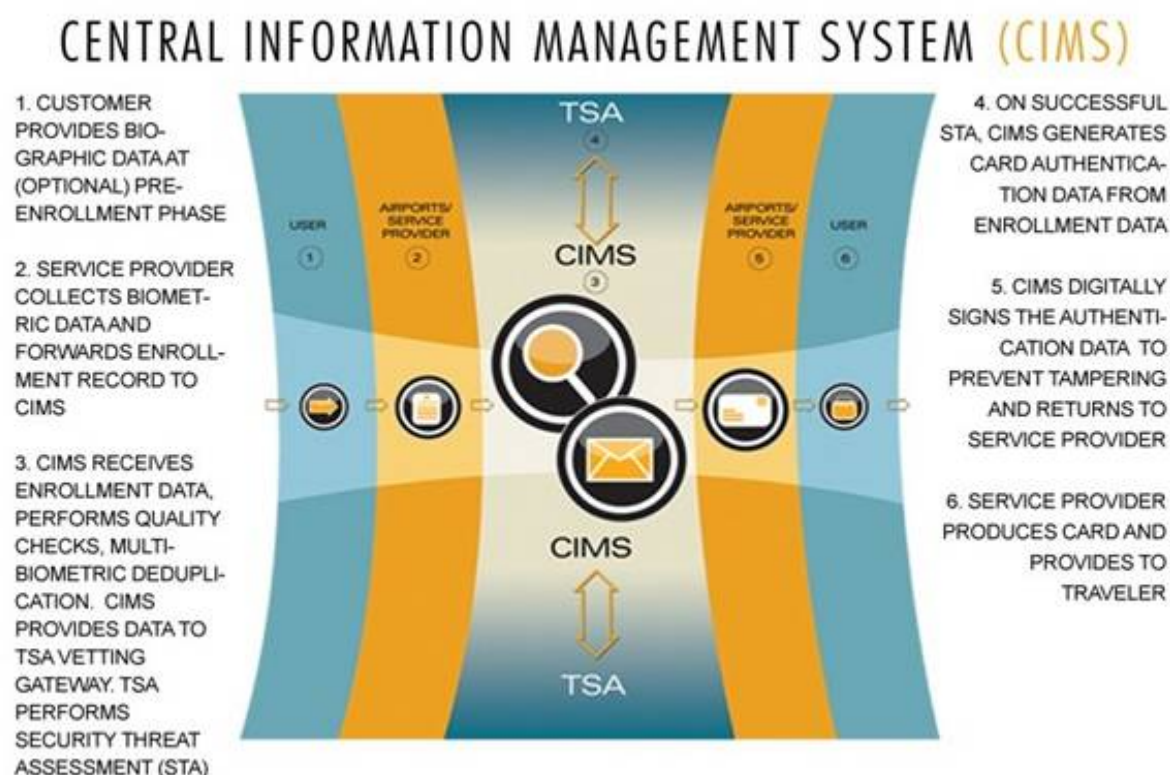 CENTRAL INFORMATION MANAGEMENT SYSTEM (CIMS)
1. CUSTOMER
PROVIDES BIO-
GRAPHIC DATA AT
(OPTIONAL) PRE-
ENROLLMENT PHASE
2. SERVICE PROVIDER
COLLECTS BIOMET-
RIC DATA AND
FORWARDS ENROLL-
MENT RECORD TO
CIMS
3. CIMS RECEIVES
ENROLLMENT DATA,
PERFORMS QUALITY
CHECKS, MULTI-
BIOMETRIC DEDUPLI-
CATION. CIMS
PROVIDES DATA TO
TSA VETTING
GATEWAY. TSA
PERFORMS
SECURITY THREAT
ASSESSMENT (STA)
USER
1
AIRPORTS/
SERVICE
PROVIDER
2
TSA
4
CIMS
3
CIMS
TSA
AIRPORTS/
SERVICE
PROVIDER
5
USER
6
4. ON SUCCESSFUL
STA, CIMS GENERATES
CARD AUTHENTICA-
TION DATA FROM
ENROLLMENT DATA
5. CIMS DIGITALLY
SIGNS THE AUTHENTI-
CATION DATA TO
PREVENT TAMPERING
AND RETURNS TO
SERVICE PROVIDER
6. SERVICE PROVIDER
PRODUCES CARD AND
PROVIDES TO
TRAVELER